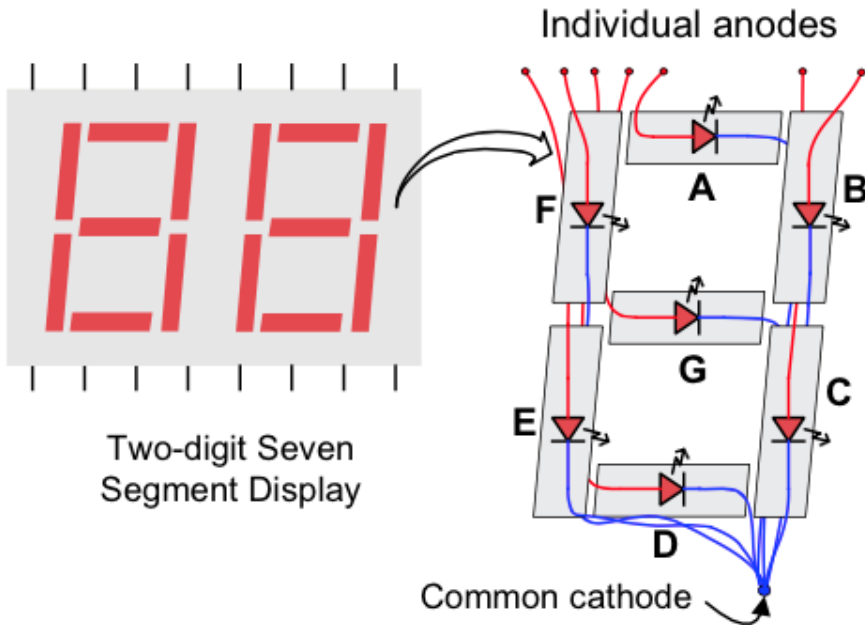 Individual anodes
A
B
F
G
C
E
D
Two-digit Seven
Segment Display
Common cathode